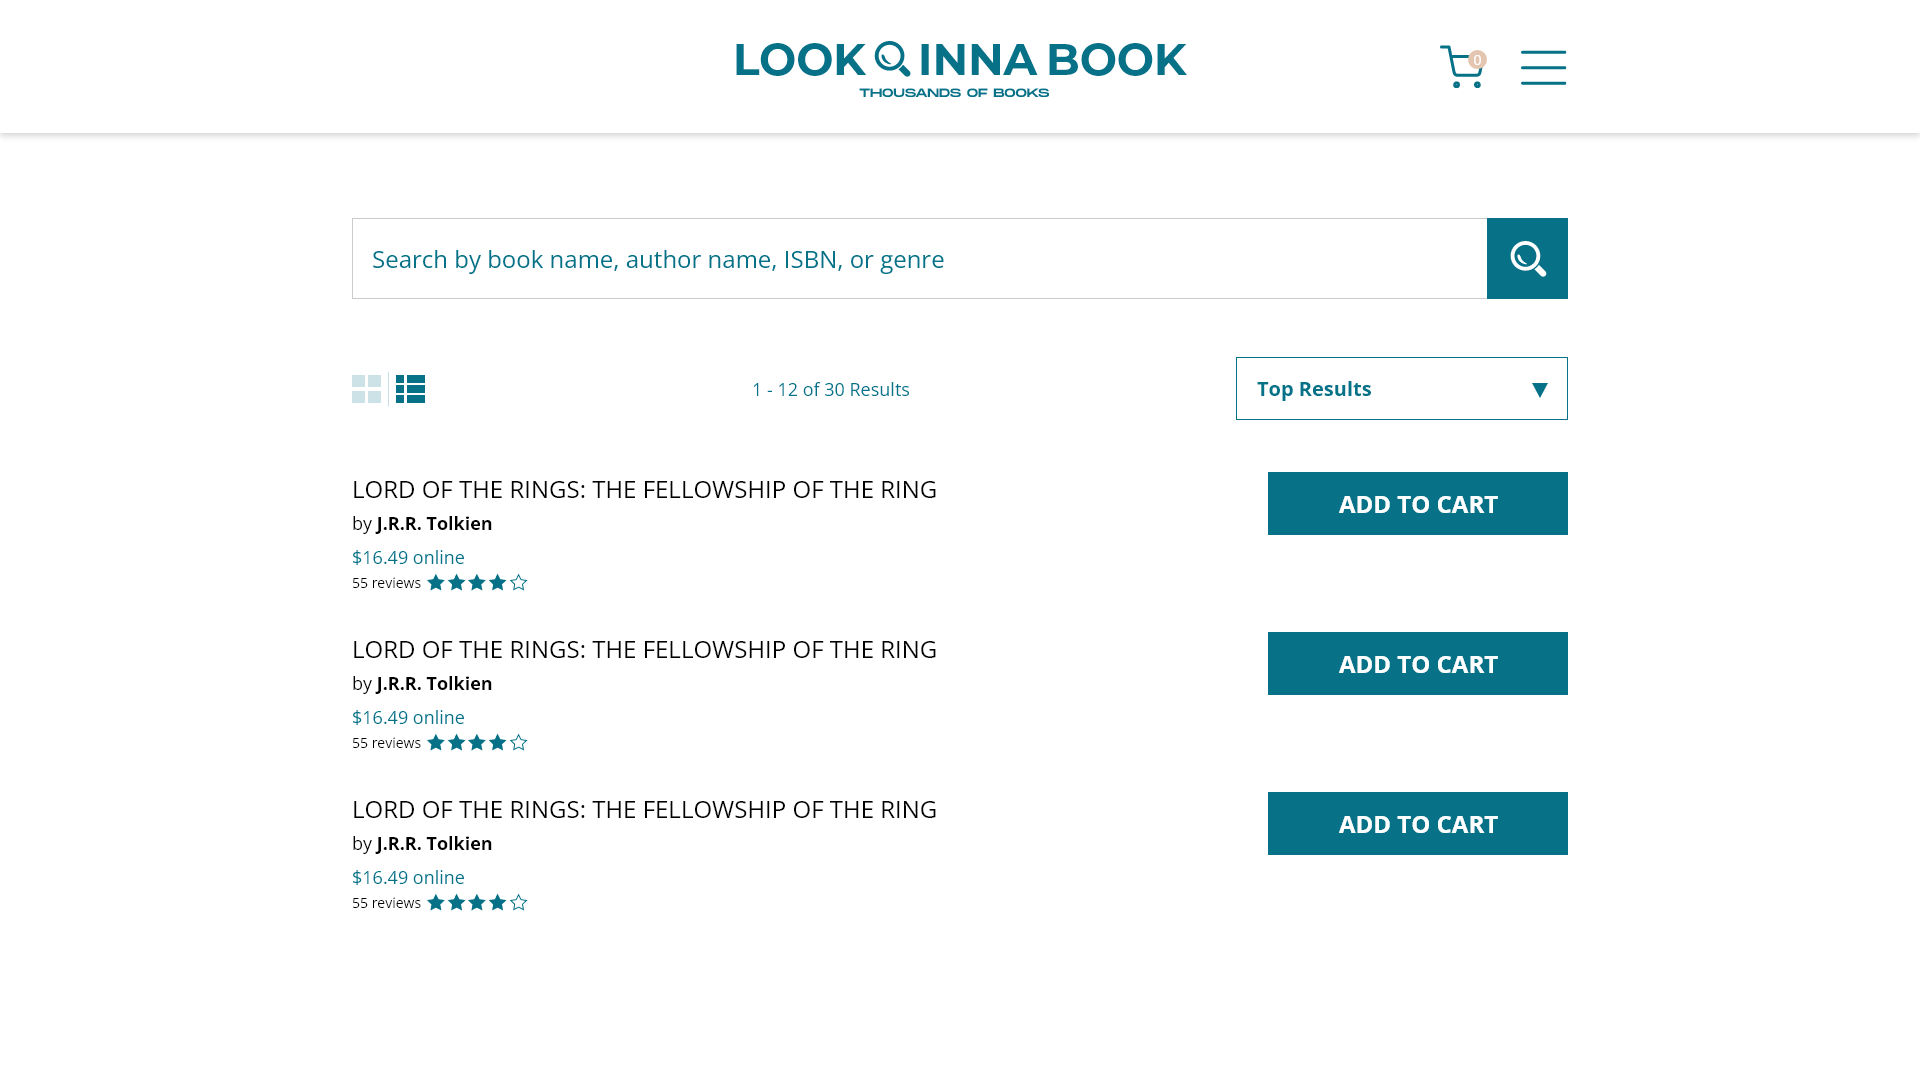 LOOK INNA BOOK
THOUSANDS OF BOOKS
0
Search by book name, author name, ISBN, or genre
1 - 12 of 30 Results
Top Results
LORD OF THE RINGS: THE FELLOWSHIP OF THE RING
ADD TO CART
by J.R.R. Tolkien
$16.49 online
55 reviews
LORD OF THE RINGS: THE FELLOWSHIP OF THE RING
ADD TO CART
by J.R.R. Tolkien
$16.49 online
55 reviews
LORD OF THE RINGS: THE FELLOWSHIP OF THE RING
ADD TO CART
by J.R.R. Tolkien
$16.49 online
55 reviews